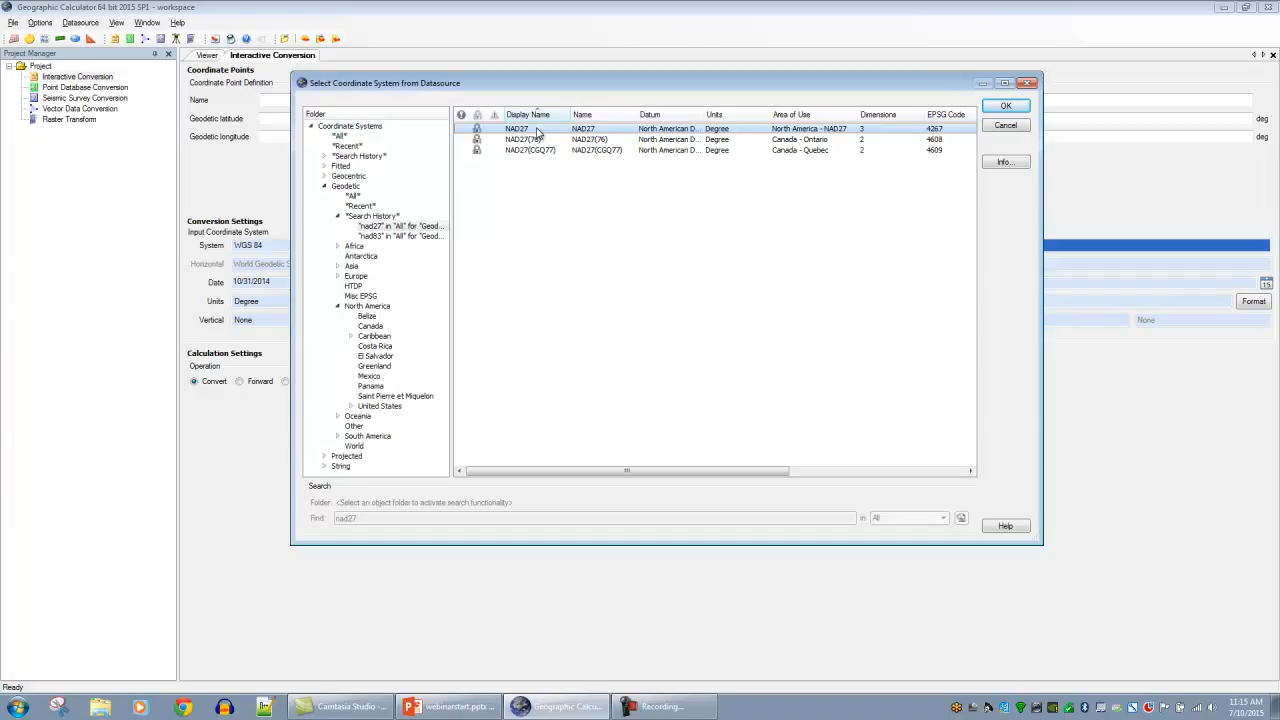 Geographic Calculator 64 bit 2015 SP1 - workspace
File Options Datasource View Window Help
Project Manager
Viewer Interactive Conversion
Project
Interactive Conversion
Point Database Conversion
Seismic Survey Conversion
Vector Data Conversion
Raster Transform
Coordinate Points
Coordinate Point Definition
Name
Geodetic latitude
Geodetic longitude
deg
deg
Conversion Settings
Input Coordinate System
System WGS 84
Horizontal World Geodetic S
Date 10/31/2014
Units Degree
Vertical None
Format
None
Calculation Settings
Operation
Convert Forward
Select Coordinate System from Datasource
Folder
Coordinate Systems
*All*
*Recent*
*Search History*
Fitted
Geocentric
Geodetic
*All*
*Recent*
*Search History*
"nad27" in "All" for "Geod...
"nad83" in "All" for "Geod...
Africa
Antarctica
Asia
Europe
HTDP
Misc EPSG
North America
Belize
Canada
Caribbean
Costa Rica
El Salvador
Greenland
Mexico
Panama
Saint Pierre et Miquelon
United States
Oceania
Other
South America
World
Projected
String
Display Name Name Datum Units Area of Use Dimensions EPSG Code
NAD27 NAD27 North American D... Degree North America - NAD27 3 4267
NAD27(76) NAD27(76) North American D... Degree Canada - Ontario 2 4608
NAD27(CGQ77) NAD27(CGQ77) North American D... Degree Canada - Quebec 2 4609
OK
Cancel
Info...
Search
Folder: <Select an object folder to activate search functionality>
Find: nad27 in All
Help
Ready
Camtasia Studio -... webinarstart.pptx ... Geographic Calcu... Recording...
11:15 AM
7/10/2015